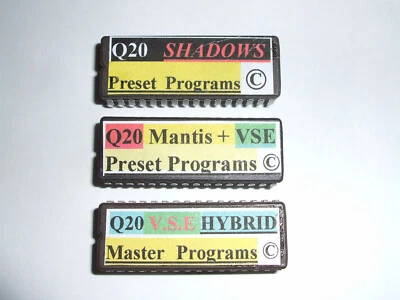 Q20 SHADOWS
Preset Programs ©
Q20 Mantis + VSE
Preset Programs ©
Q20 V.S.E HYBRID
Master Programs ©